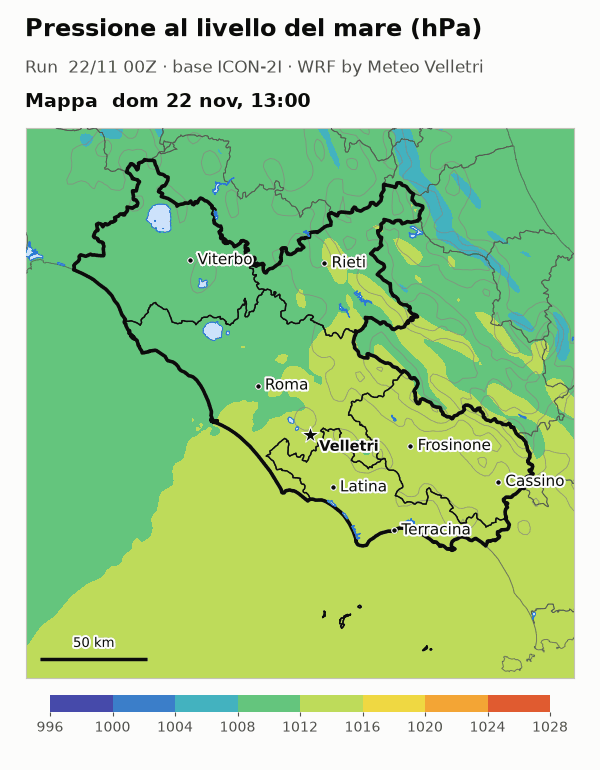 Pressione al livello del mare (hPa)
Run  22/11 00Z · base ICON-2I · WRF by Meteo Velletri
Mappa  dom 22 nov, 13:00
Viterbo
Rieti
Roma
Velletri
Frosinone
Latina
Cassino
Terracina
50 km
996 1000 1004 1008 1012 1016 1020 1024 1028